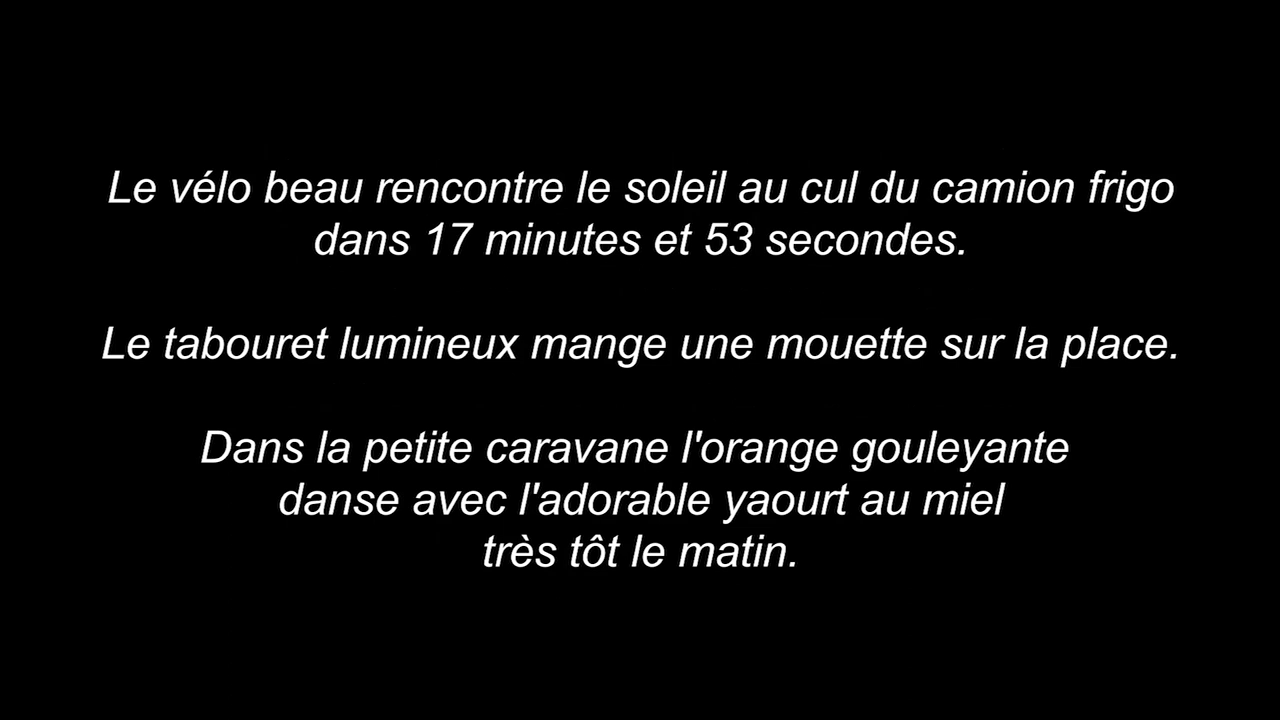 Le vélo beau rencontre le soleil au cul du camion frigo
dans 17 minutes et 53 secondes.
Le tabouret lumineux mange une mouette sur la place.
Dans la petite caravane l'orange gouleyante
danse avec l'adorable yaourt au miel
très tôt le matin.